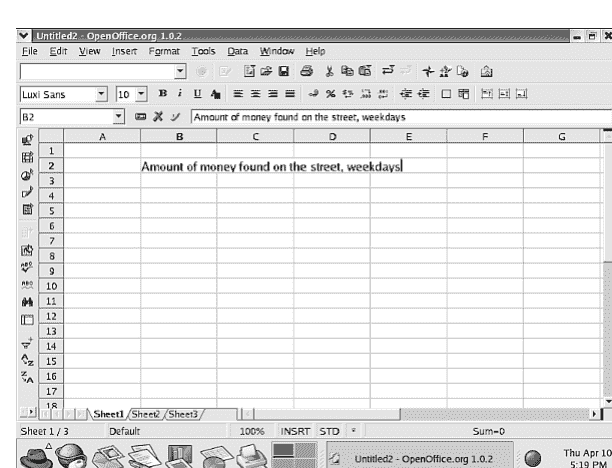 Untitled2 - OpenOffice.org 1.0.2
File Edit View Insert Format Tools Data Window Help
Luxi Sans 10 B i U A
B2 Amount of money found on the street, weekdays
A B C D E F G
1
2 Amount of money found on the street, weekdays
3
4
5
6
7
8
9
10
11
12
13
14
15
16
17
18
Sheet1 Sheet2 Sheet3
Sheet 1 / 3 Default 100% INSRT STD * Sum=0
Untitled2 - OpenOffice.org 1.0.2 Thu Apr 10
5:19 PM